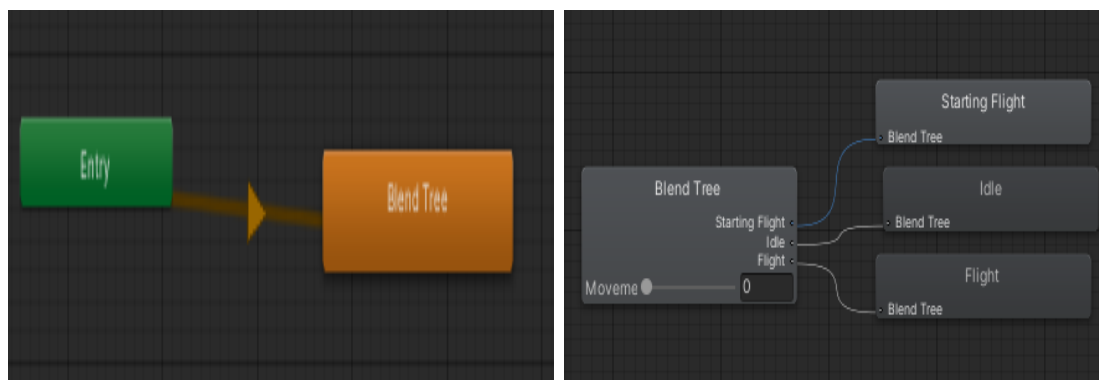 Entry
Blend Tree
Starting Flight
Blend Tree
Blend Tree
Starting Flight
Idle
Flight
Moveme 0
Idle
Blend Tree
Flight
Blend Tree